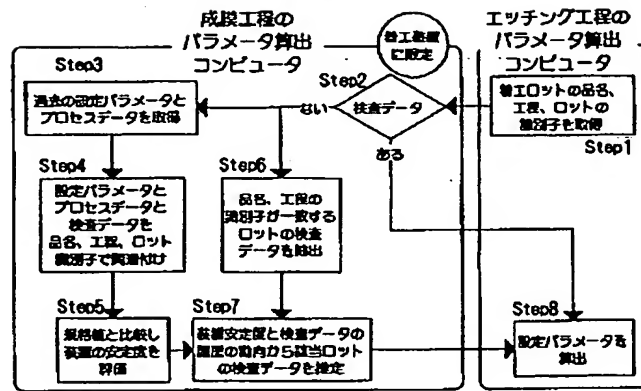 成膜工程の
パラメータ算出
コンピュータ
着工装置
に設定
エッチング工程の
パラメータ算出
コンピュータ
Step3
過去の設定パラメータと
プロセスデータを取得
Step2
検査データ
ない
ある
着工ロットの品名、
工程、ロットの
識別子を取得
Step1
Step4
設定パラメータと
プロセスデータと
検査データを
品名、工程、ロット
識別子で関連付け
Step6
品名、工程の
識別子が一致する
ロットの検査
データを抽出
Step5
規格値と比較し
装置の安定度を
評価
Step7
装置安定度と検査データの
履歴の傾向から該当ロット
の検査データを推定
Step8
設定パラメータを
算出